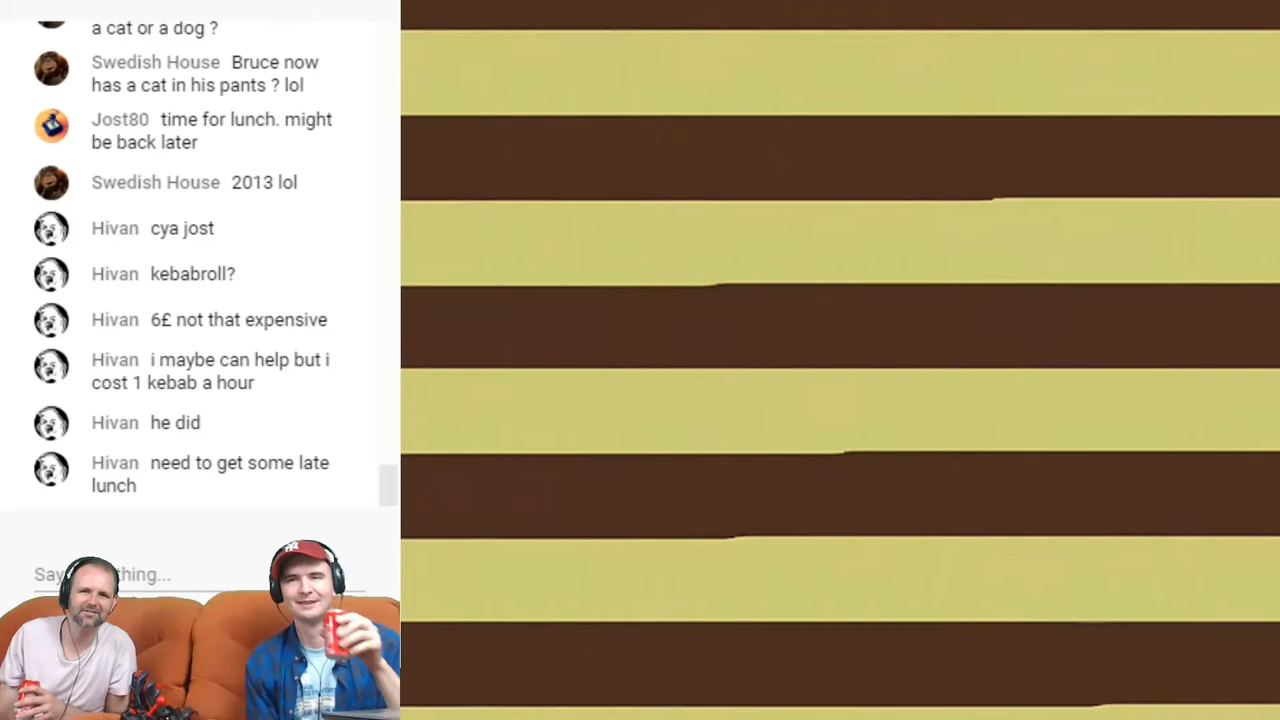 a cat or a dog ?
Swedish House Bruce now
has a cat in his pants ? lol
Jost80 time for lunch. might
be back later
Swedish House 2013 lol
Hivan cya jost
Hivan kebabroll?
Hivan 6£ not that expensive
Hivan i maybe can help but i
cost 1 kebab a hour
Hivan he did
Hivan need to get some late
lunch
Say thing...